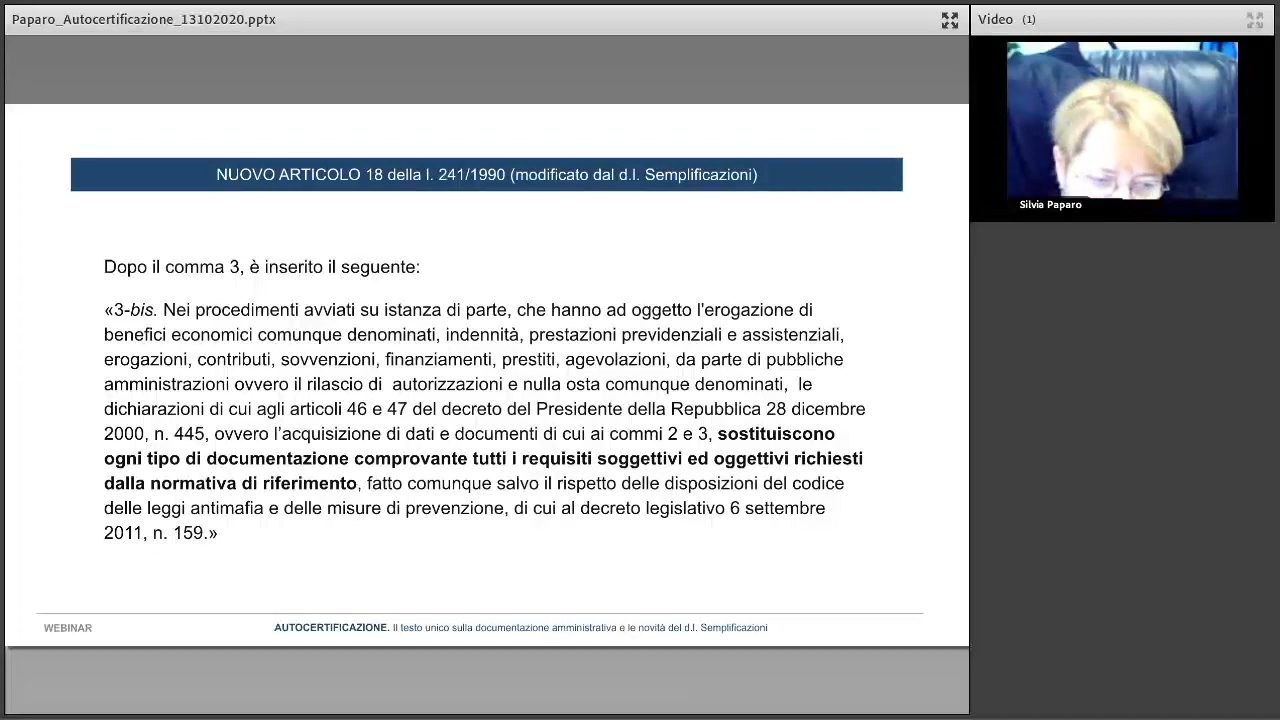 Paparo_Autocertificazione_13102020.pptx
Video (1)
Silvia Paparo
NUOVO ARTICOLO 18 della l. 241/1990 (modificato dal d.l. Semplificazioni)
Dopo il comma 3, è inserito il seguente:
«3-bis. Nei procedimenti avviati su istanza di parte, che hanno ad oggetto l'erogazione di
benefici economici comunque denominati, indennità, prestazioni previdenziali e assistenziali,
erogazioni, contributi, sovvenzioni, finanziamenti, prestiti, agevolazioni, da parte di pubbliche
amministrazioni ovvero il rilascio di autorizzazioni e nulla osta comunque denominati, le
dichiarazioni di cui agli articoli 46 e 47 del decreto del Presidente della Repubblica 28 dicembre
2000, n. 445, ovvero l’acquisizione di dati e documenti di cui ai commi 2 e 3, sostituiscono
ogni tipo di documentazione comprovante tutti i requisiti soggettivi ed oggettivi richiesti
dalla normativa di riferimento, fatto comunque salvo il rispetto delle disposizioni del codice
delle leggi antimafia e delle misure di prevenzione, di cui al decreto legislativo 6 settembre
2011, n. 159.»
WEBINAR
AUTOCERTIFICAZIONE. Il testo unico sulla documentazione amministrativa e le novità del d.l. Semplificazioni